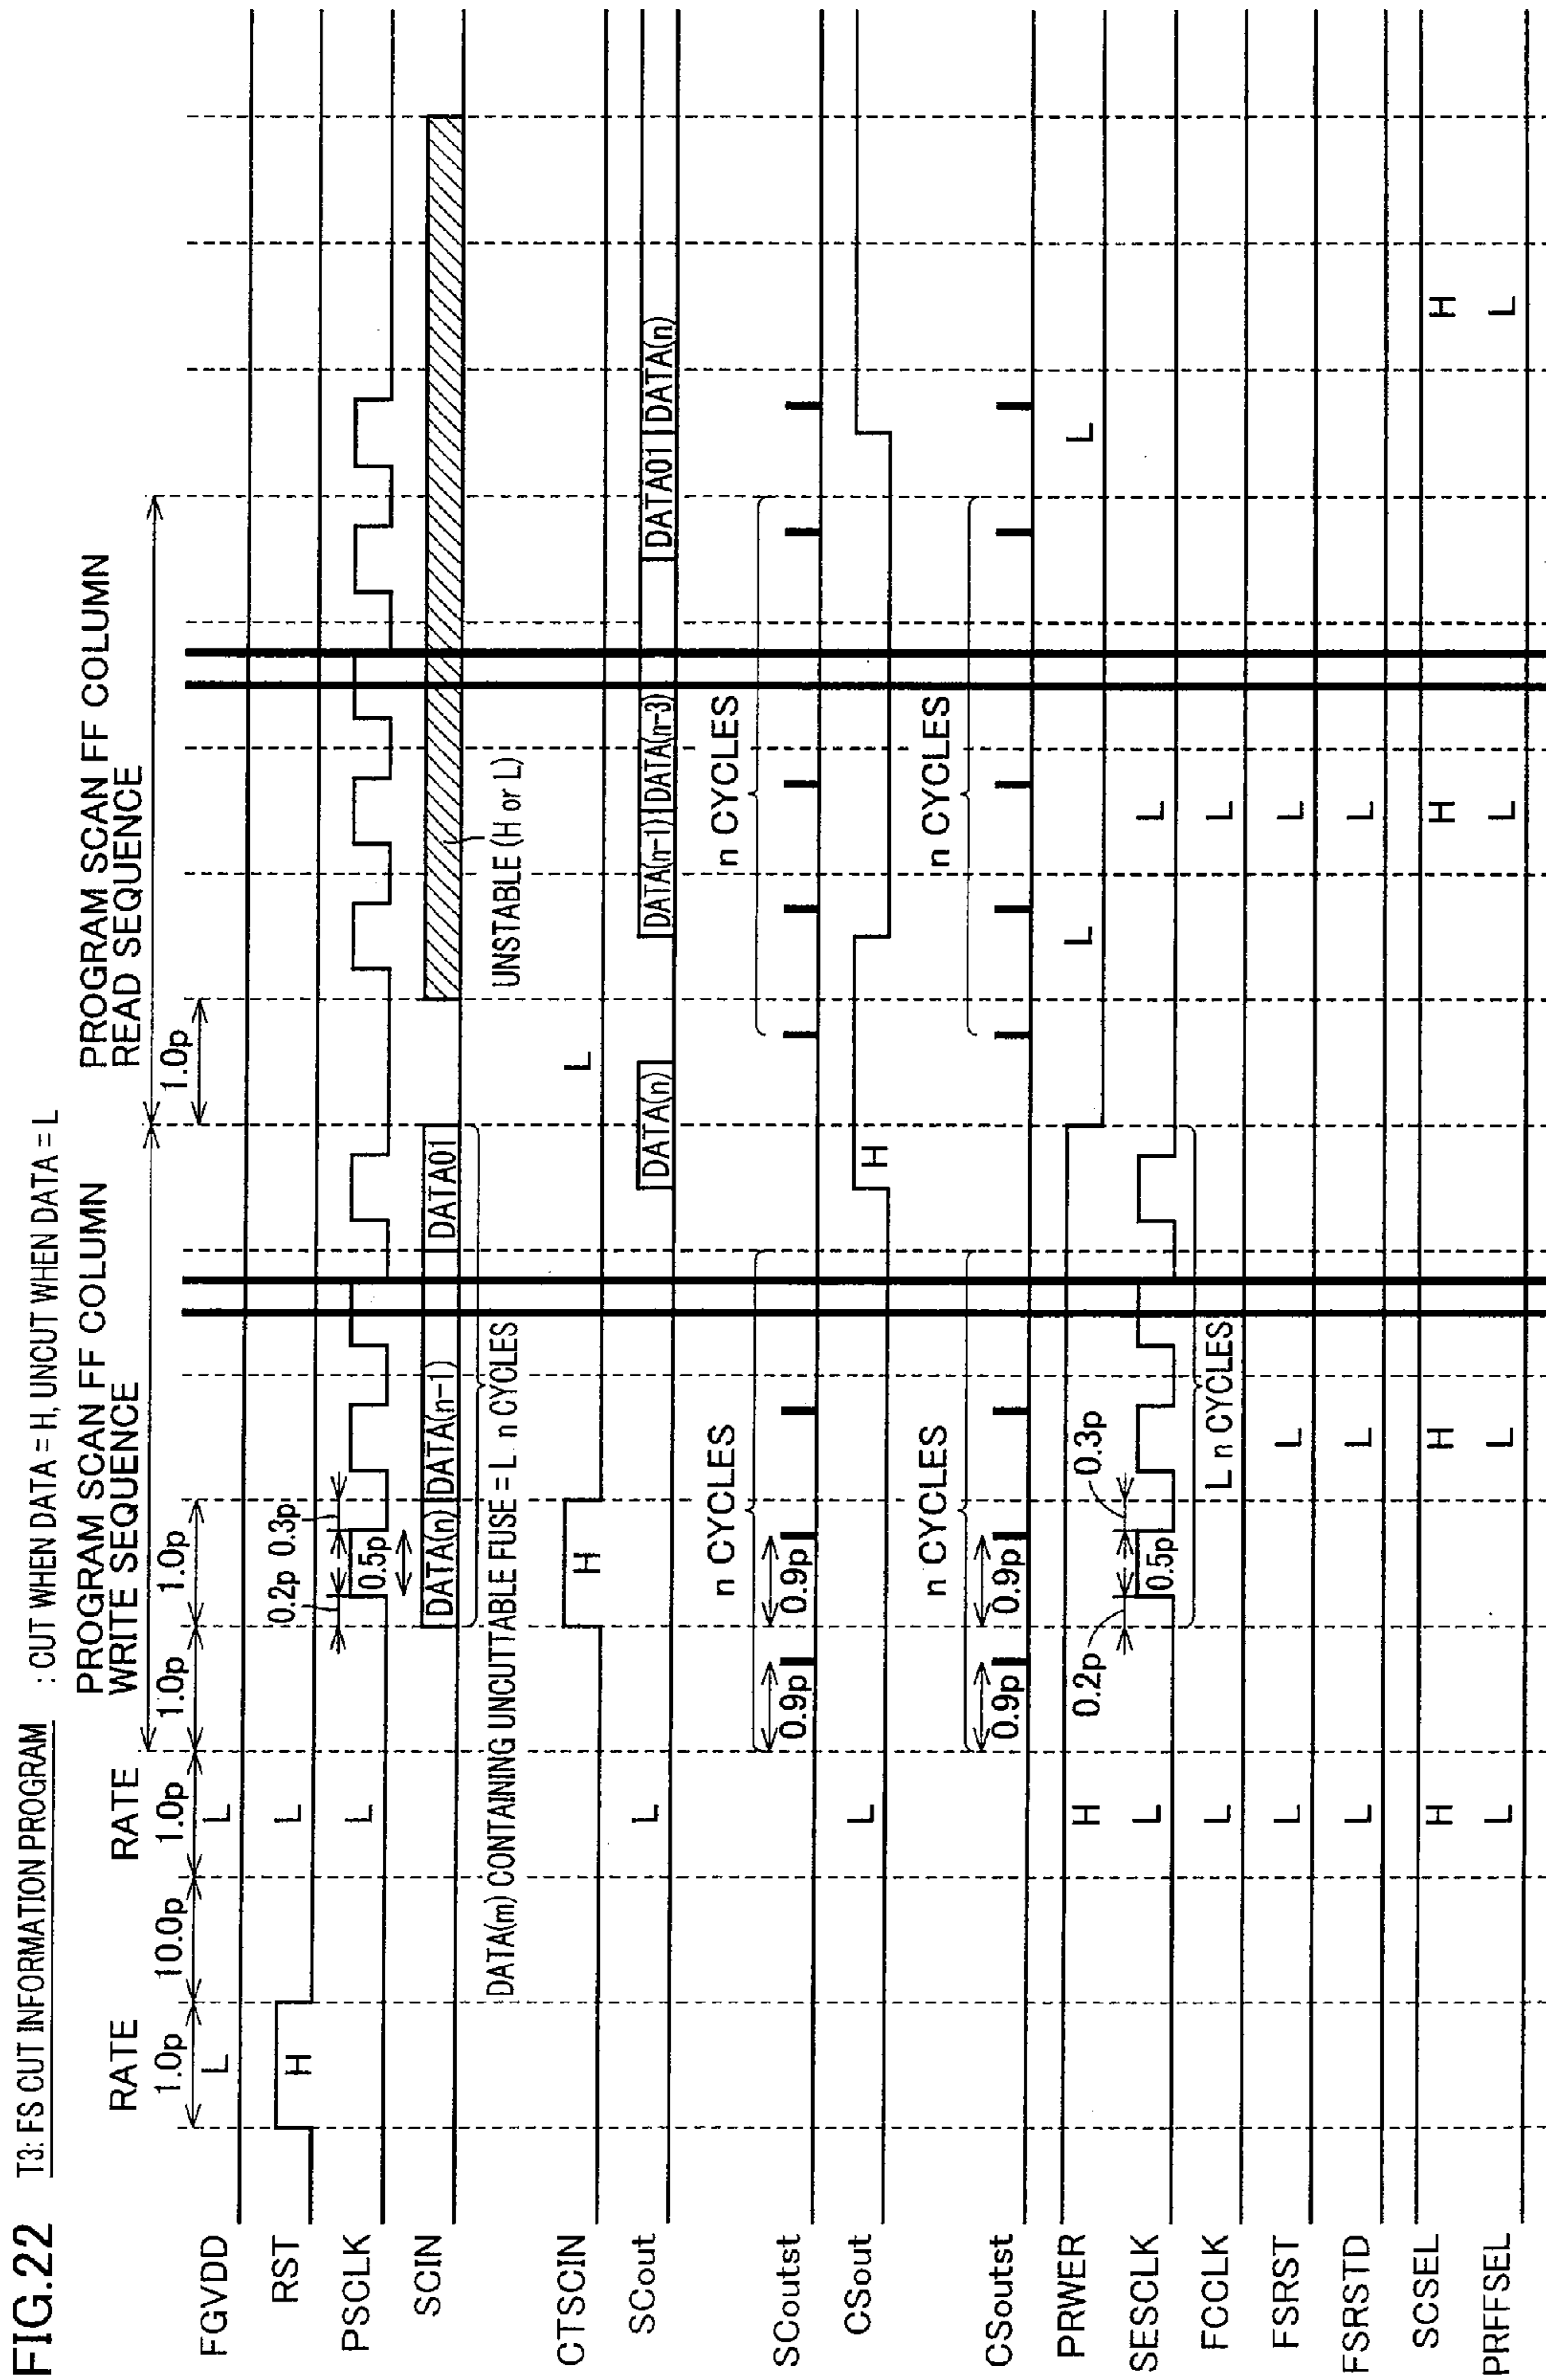 FIG.22 T3: FS CUT INFORMATION PROGRAM : CUT WHEN DATA = H, UNCUT WHEN DATA = L
RATE
RATE
PROGRAM SCAN FF COLUMN
WRITE SEQUENCE
PROGRAM SCAN FF COLUMN
READ SEQUENCE
1.0p 10.0p 1.0p 1.0p 1.0p 1.0p
FGVDD L L
RST H L
0.2p 0.3p
PSCLK L 0.5p
SCIN DATA(n) DATA(n-1) DATA01
DATA(m) CONTAINING UNCUTTABLE FUSE = L n CYCLES
UNSTABLE (H or L)
CTSCIN H L
SCout L DATA(n) DATA(n-1) DATA(n-3) DATA01 DATA(n)
n CYCLES n CYCLES
SCoutst 0.9p 0.9p
CSout L H
n CYCLES n CYCLES
CSoutst 0.9p 0.9p
PRWER H L L
0.2p 0.3p
SESCLK L 0.5p L
FCCLK L L n CYCLES L
FSRST L L L
FSRSTD L L L
SCSEL H H H H
PRFFSEL L L L L